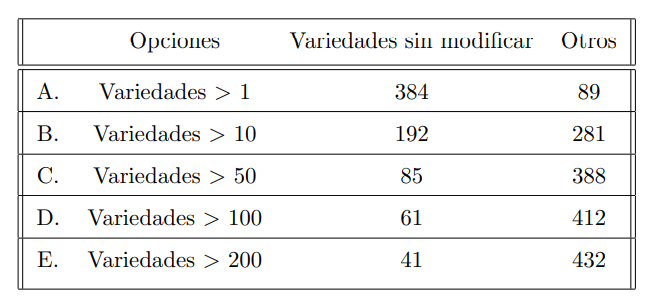 Opciones Variedades sin modificar Otros
A. Variedades > 1 384 89
B. Variedades > 10 192 281
C. Variedades > 50 85 388
D. Variedades > 100 61 412
E. Variedades > 200 41 432